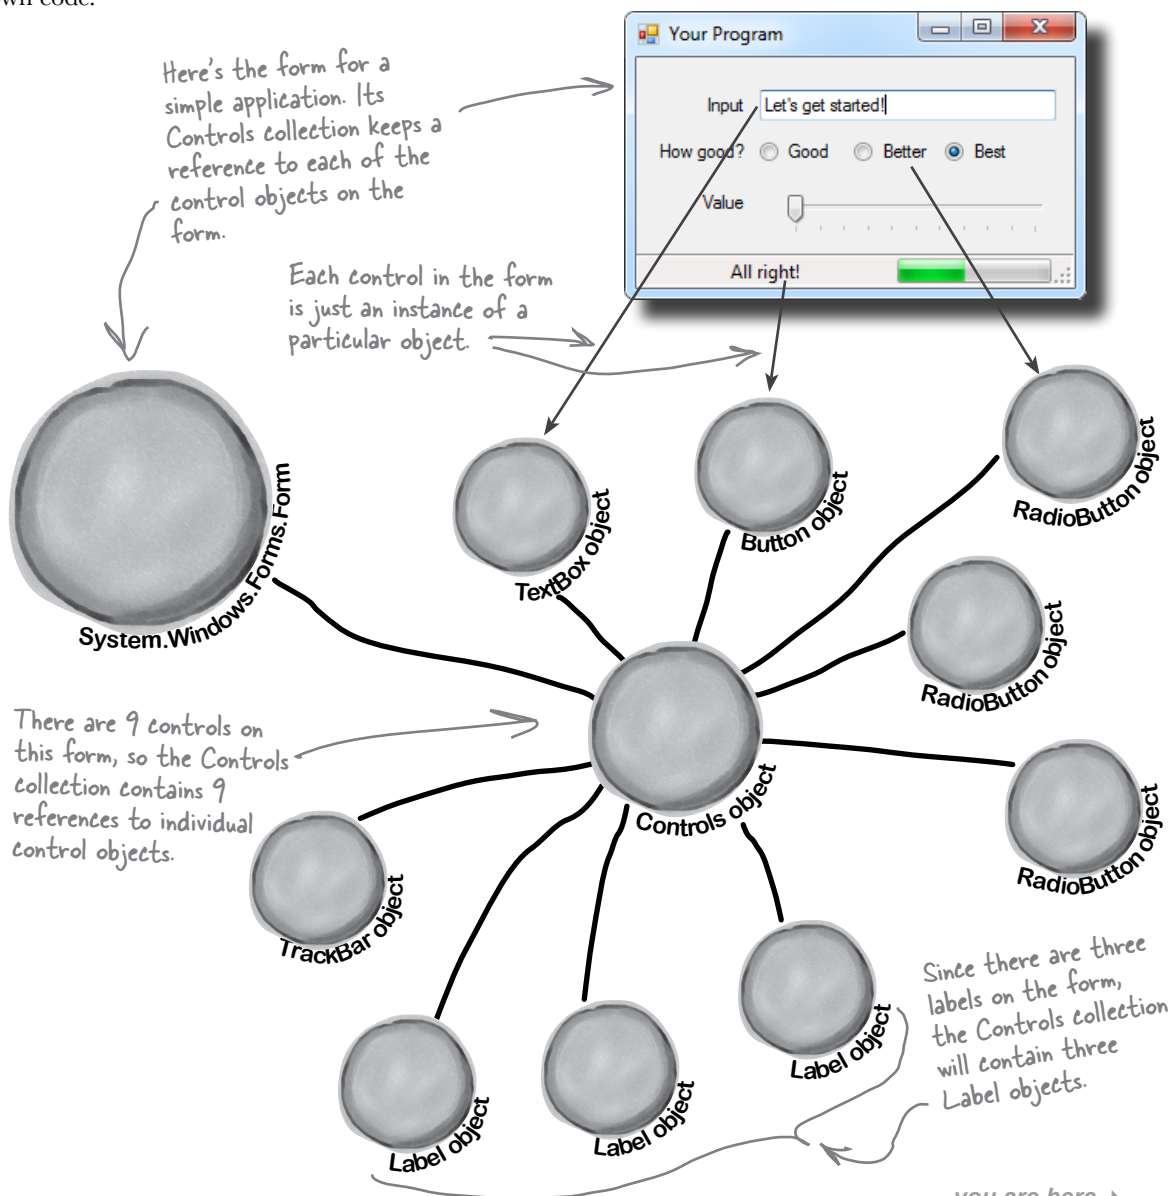 own code.
Here's the form for a
simple application. Its
Controls collection keeps a
reference to each of the
control objects on the
form.
Your Program
Input
Let's get started!
How good?
Good
Better
Best
Value
All right!
Each control in the form
is just an instance of a
particular object.
System.Windows.Forms.Form
TextBox object
Button object
RadioButton object
RadioButton object
RadioButton object
Controls object
There are 9 controls on
this form, so the Controls
collection contains 9
references to individual
control objects.
TrackBar object
Label object
Label object
Label object
Since there are three
labels on the form,
the Controls collection
will contain three
Label objects.
you are here